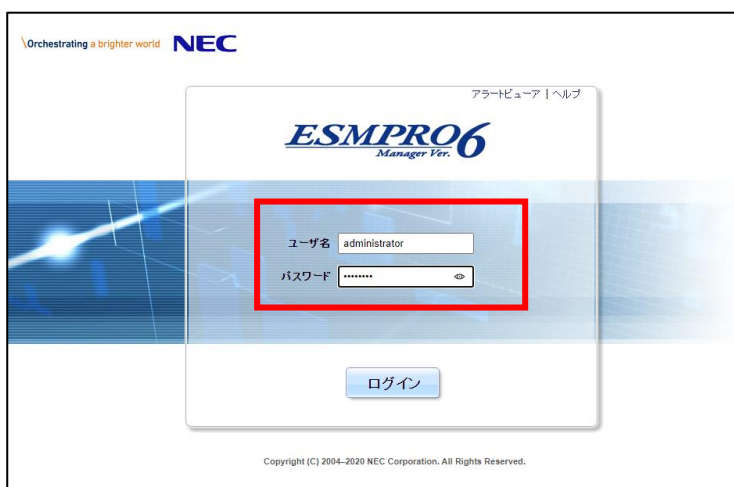 \Orchestrating a brighter world NEC
アラートビューア | ヘルプ
ESMPRO6
Manager Ver.
ユーザ名 administrator
パスワード ••••••••
ログイン
Copyright (C) 2004–2020 NEC Corporation. All Rights Reserved.